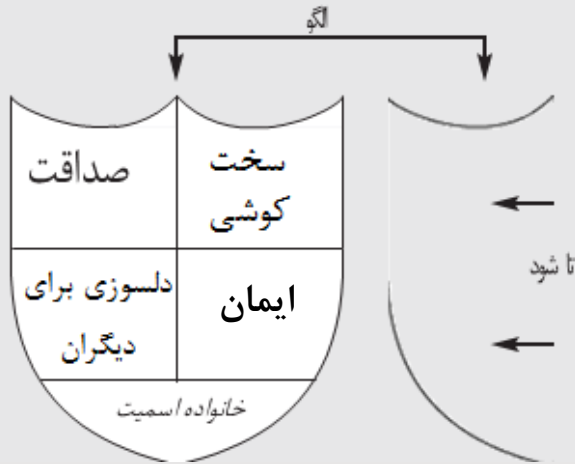 الگو
سخت
کوشی
صداقت
ایمان
دلسوزی برای
دیگران
خانواده اسمیت
تا شود